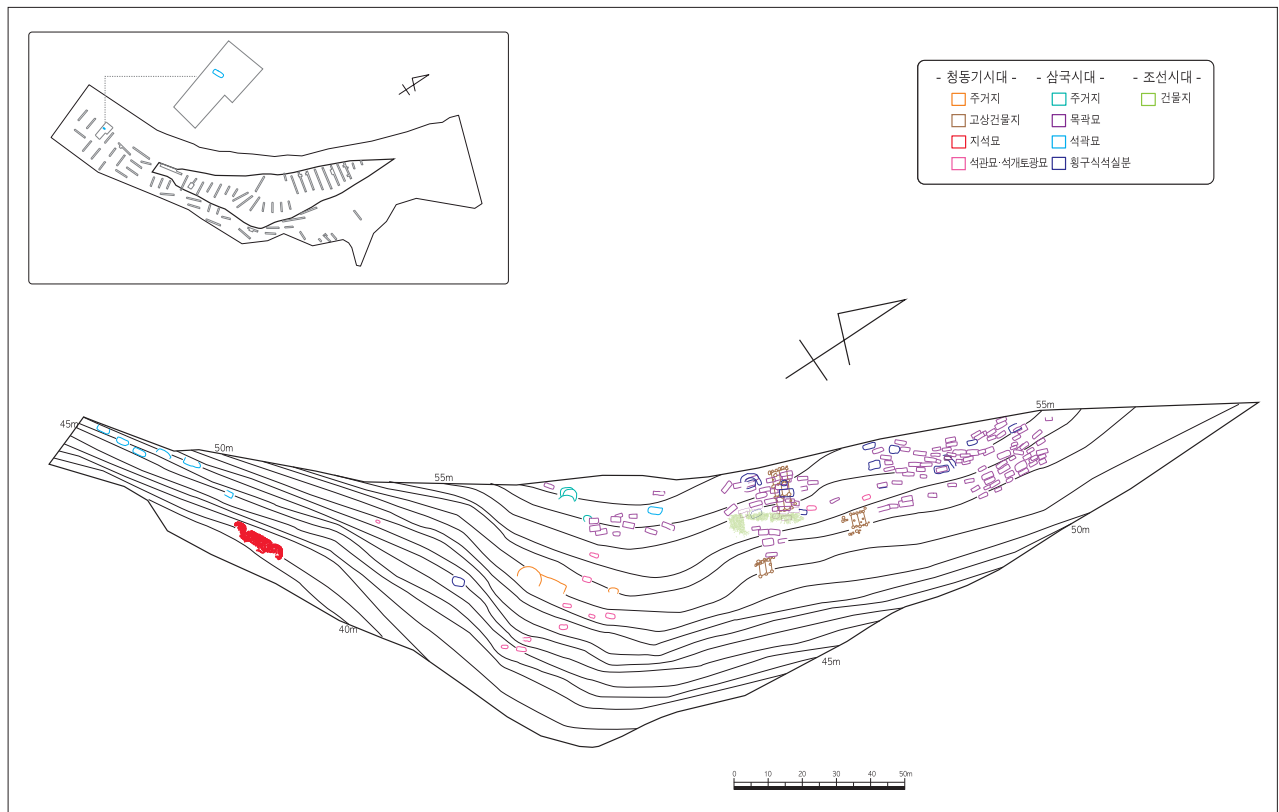 - 청동기시대 - - 삼국시대 - - 조선시대 -
주거지 주거지 건물지
고상건물지 목곽묘
지석묘 석곽묘
석관묘·석개토광묘 횡구식석실분
55m
45m
50m
55m
50m
40m
45m
0 10 20 30 40 50m